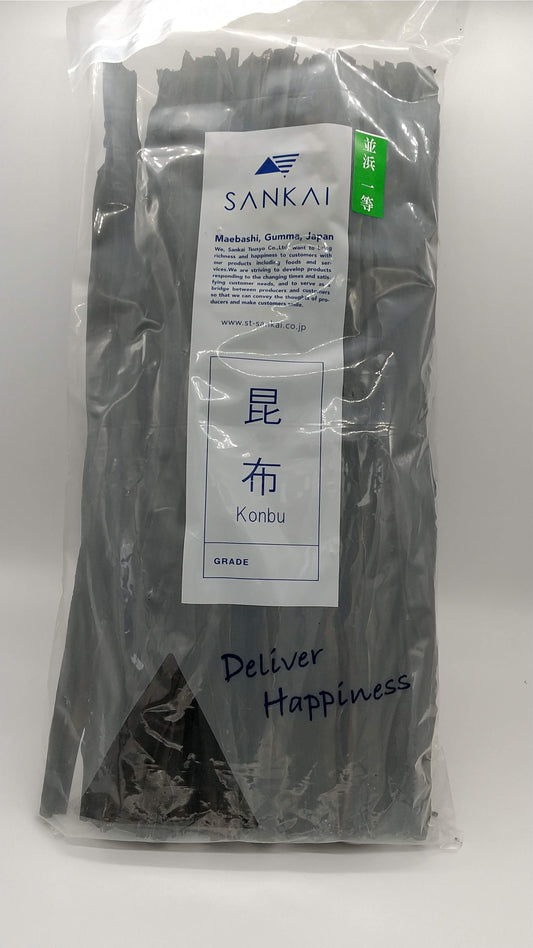 SANKAI
並浜一等
Maebashi, Gumma, Japan
We, Sankai Tsusyo Co.,Ltd. want to bring
richness and happiness to customers with
our products including foods and ser-
vices.We are striving to develop products
responding to the changing times and satis-
fying customer needs, and to serve as a
bridge between producers and customers
so that we can convey the thoughts of pro-
ducers and make customers smile.
www.st-sankai.co.jp
昆
布
Konbu
GRADE
Deliver
Happiness